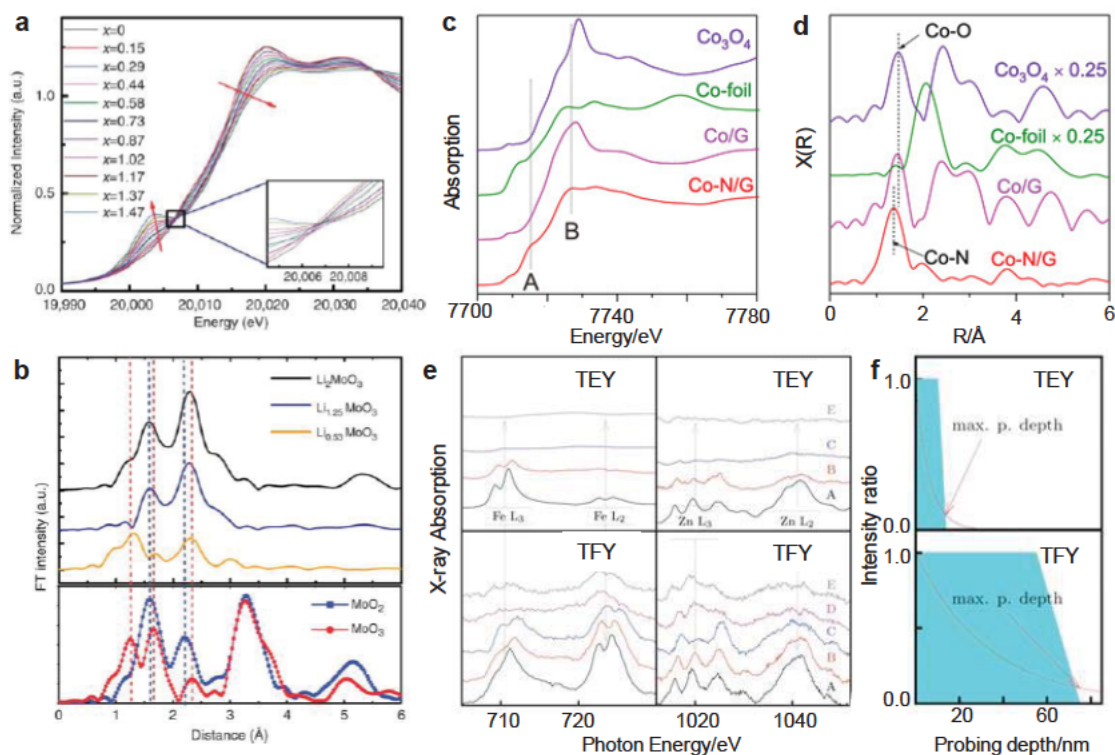 a
Normalized Intensity (a.u.)
1.0
0.5
0.0
χ=0
χ=0.15
χ=0.29
χ=0.44
χ=0.58
χ=0.73
χ=0.87
χ=1.02
χ=1.17
χ=1.37
χ=1.47
20,006 20,008
19,990 20,000 20,010 20,020 20,030 20,040
Energy (eV)
b
FT intensity (a.u.)
Li₂MoO₃
Li₁.₂₅ MoO₃
Li₀.₅₃ MoO₃
MoO₂
MoO₃
0 1 2 3 4 5 6
Distance (Å)
c
Absorption
Co₃O₄
Co-foil
Co/G
Co-N/G
A
B
7700 7740 7780
Energy/eV
d
X(R)
Co-O
Co₃O₄ × 0.25
Co-foil × 0.25
Co/G
Co-N
Co-N/G
0 2 4 6
R/Å
e
X-ray Absorption
TEY
Fe L₃ Fe L₂
TEY
E
C
B
A
Zn L₃ Zn L₂
TFY
TFY
E
D
C
B
A
710 720 1020 1040
Photon Energy/eV
f
Intensity ratio
1.0
TEY
max. p. depth
0.0
1.0
TFY
max. p. depth
0.0
20 60
Probing depth/nm